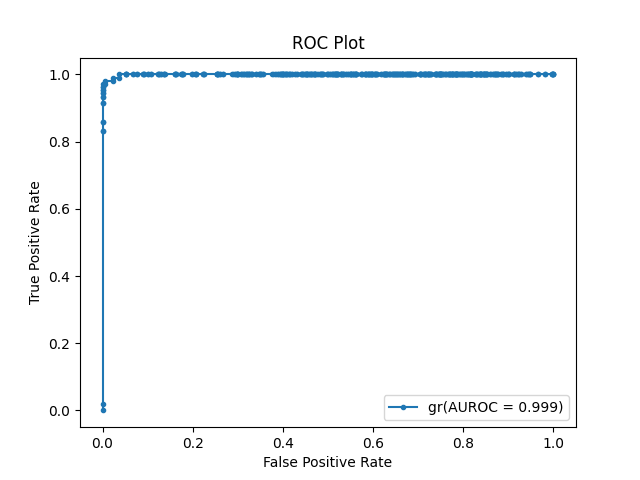 ROC Plot
True Positive Rate
1.0
0.8
0.6
0.4
0.2
0.0
gr(AUROC = 0.999)
0.0 0.2 0.4 0.6 0.8 1.0
False Positive Rate